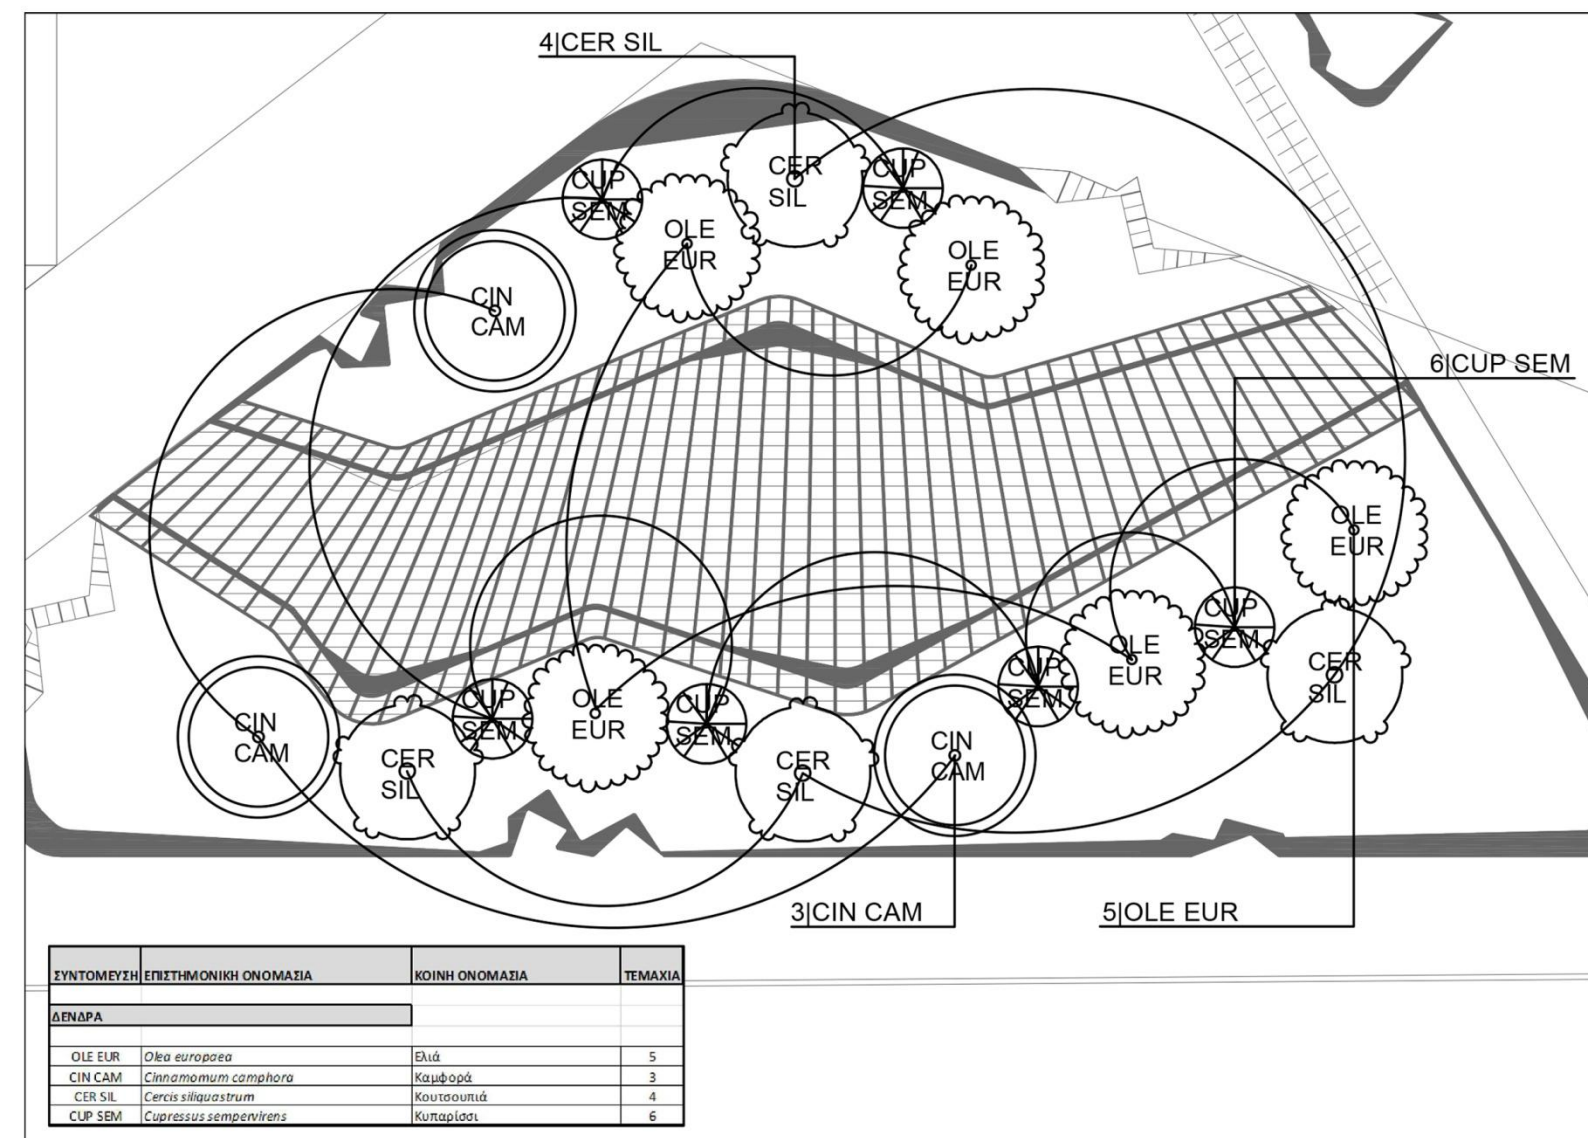 4|CER SIL
CER
SIL
CUP
SEM
CUP
SEM
OLE
EUR
OLE
EUR
CIN
CAM
6|CUP SEM
OLE
EUR
CUP
SEM
OLE
EUR
CUP
SEM
CER
SIL
CUP
SEM
OLE
EUR
CUP
SEM
CIN
CAM
CIN
CAM
CER
SIL
CER
SIL
3|CIN CAM
5|OLE EUR
ΣΥΝΤΟΜΕΥΣΗ ΕΠΙΣΤΗΜΟΝΙΚΗ ΟΝΟΜΑΣΙΑ ΚΟΙΝΗ ΟΝΟΜΑΣΙΑ ΤΕΜΑΧΙΑ
ΔΕΝΔΡΑ
OLE EUR Olea europaea Ελιά 5
CIN CAM Cinnamomum camphora Καμφορά 3
CER SIL Cercis siliquastrum Κουτσουπιά 4
CUP SEM Cupressus sempervirens Κυπαρίσσι 6